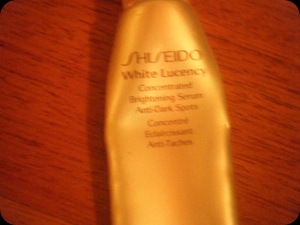 SHISEIDO
White Lucency
Concentrated
Brightening Serum
Anti-Dark Spots
Concentré
Eclaircissant
Anti-Taches